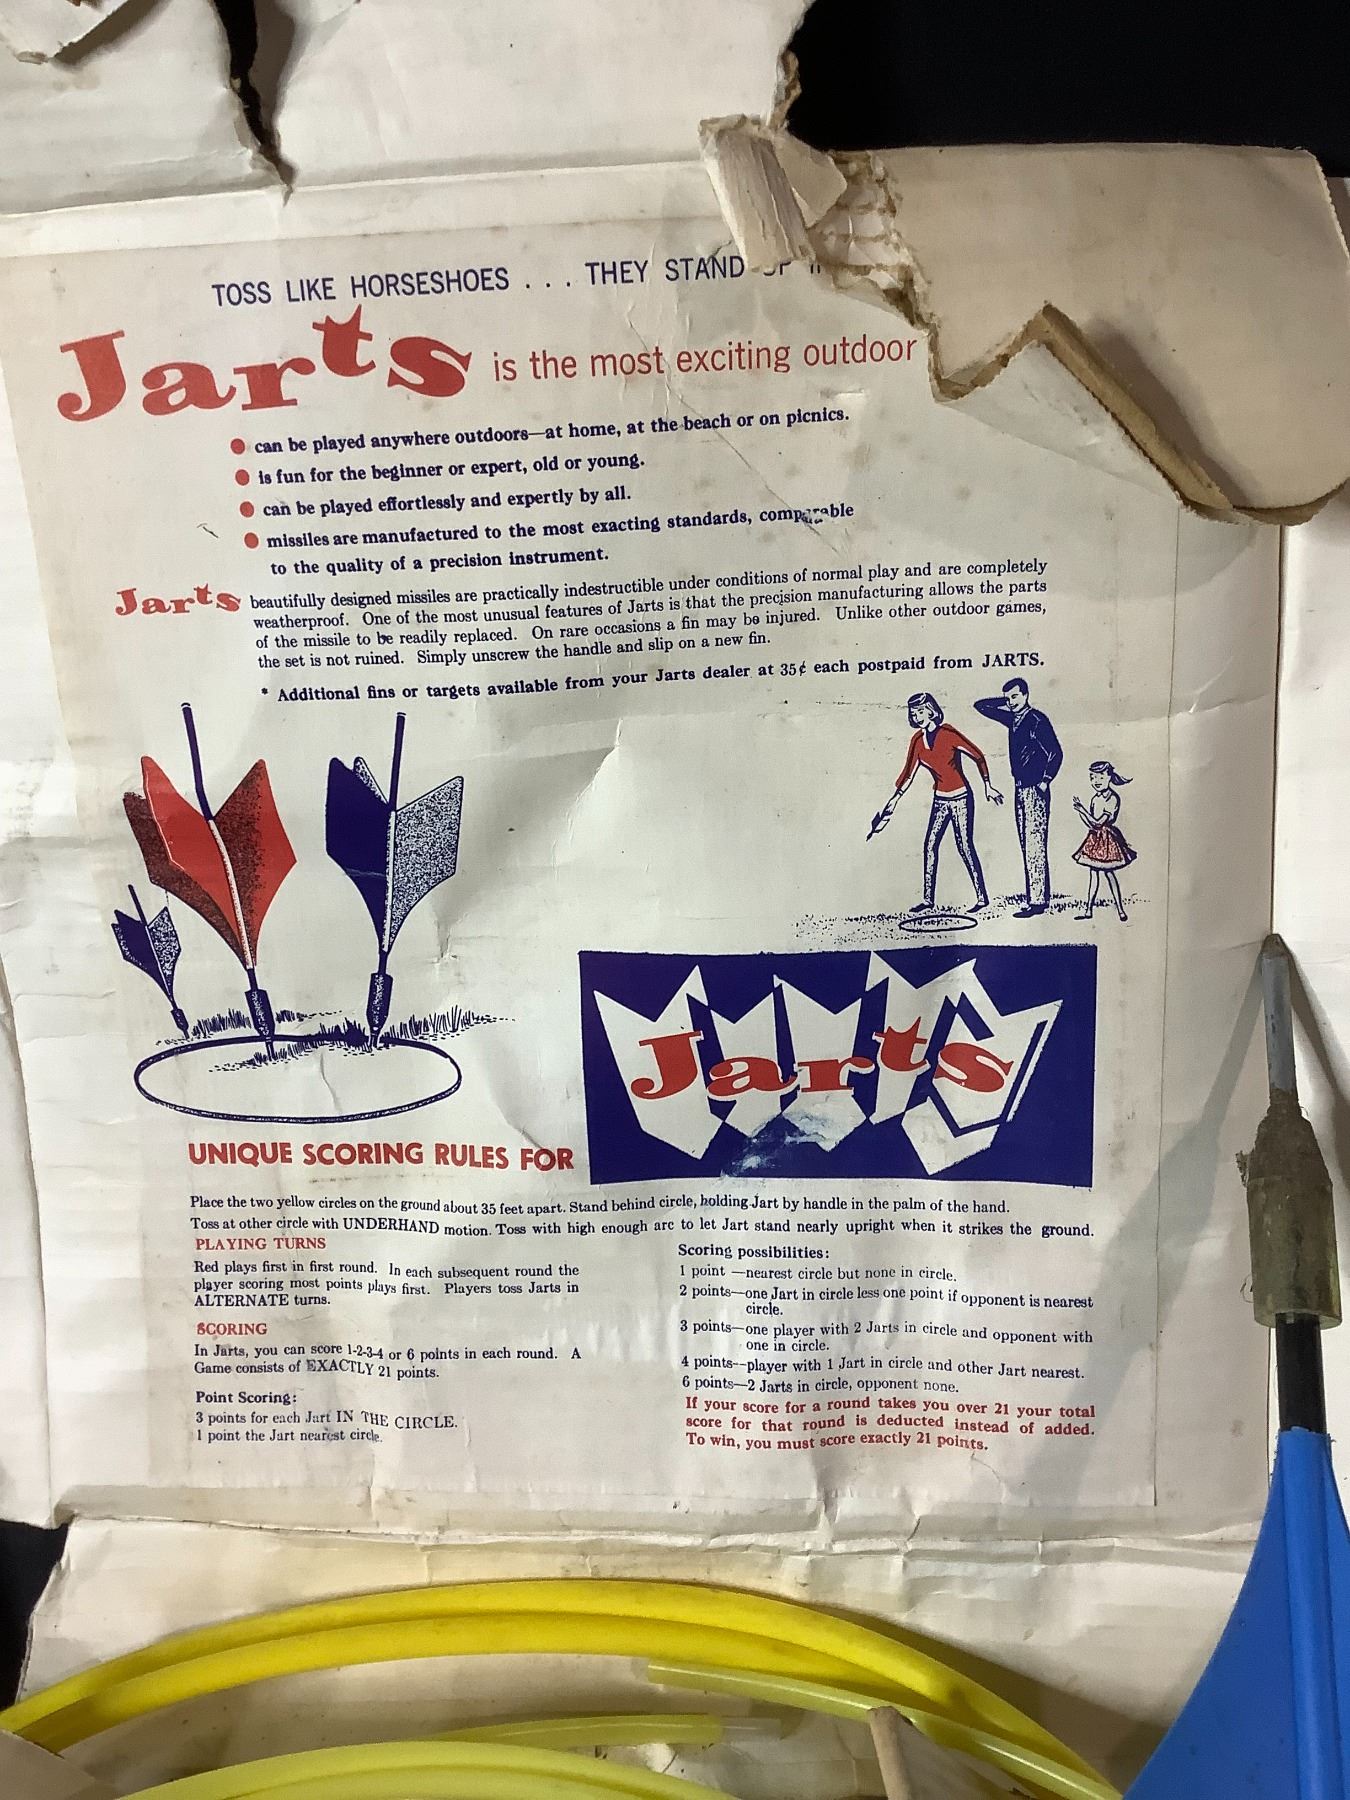 TOSS LIKE HORSESHOES . . . THEY STAND UP
Jarts is the most exciting outdoor
can be played anywhere outdoors—at home, at the beach or on picnics.
is fun for the beginner or expert, old or young.
can be played effortlessly and expertly by all.
missiles are manufactured to the most exacting standards, comparable
to the quality of a precision instrument.
Jarts beautifully designed missiles are practically indestructible under conditions of normal play and are completely
weatherproof. One of the most unusual features of Jarts is that the precision manufacturing allows the parts
of the missile to be readily replaced. On rare occasions a fin may be injured. Unlike other outdoor games,
the set is not ruined. Simply unscrew the handle and slip on a new fin.
* Additional fins or targets available from your Jarts dealer at 35¢ each postpaid from JARTS.
Jarts
UNIQUE SCORING RULES FOR
Place the two yellow circles on the ground about 35 feet apart. Stand behind circle, holding Jart by handle in the palm of the hand.
Toss at other circle with UNDERHAND motion. Toss with high enough arc to let Jart stand nearly upright when it strikes the ground.
PLAYING TURNS
Red plays first in first round. In each subsequent round the
player scoring most points plays first. Players toss Jarts in
ALTERNATE turns.
SCORING
In Jarts, you can score 1-2-3-4 or 6 points in each round. A
Game consists of EXACTLY 21 points.
Point Scoring:
3 points for each Jart IN THE CIRCLE.
1 point the Jart nearest circle.
Scoring possibilities:
1 point —nearest circle but none in circle.
2 points—one Jart in circle less one point if opponent is nearest
circle.
3 points—one player with 2 Jarts in circle and opponent with
one in circle.
4 points--player with 1 Jart in circle and other Jart nearest.
6 points—2 Jarts in circle, opponent none.
If your score for a round takes you over 21 your total
score for that round is deducted instead of added.
To win, you must score exactly 21 points.